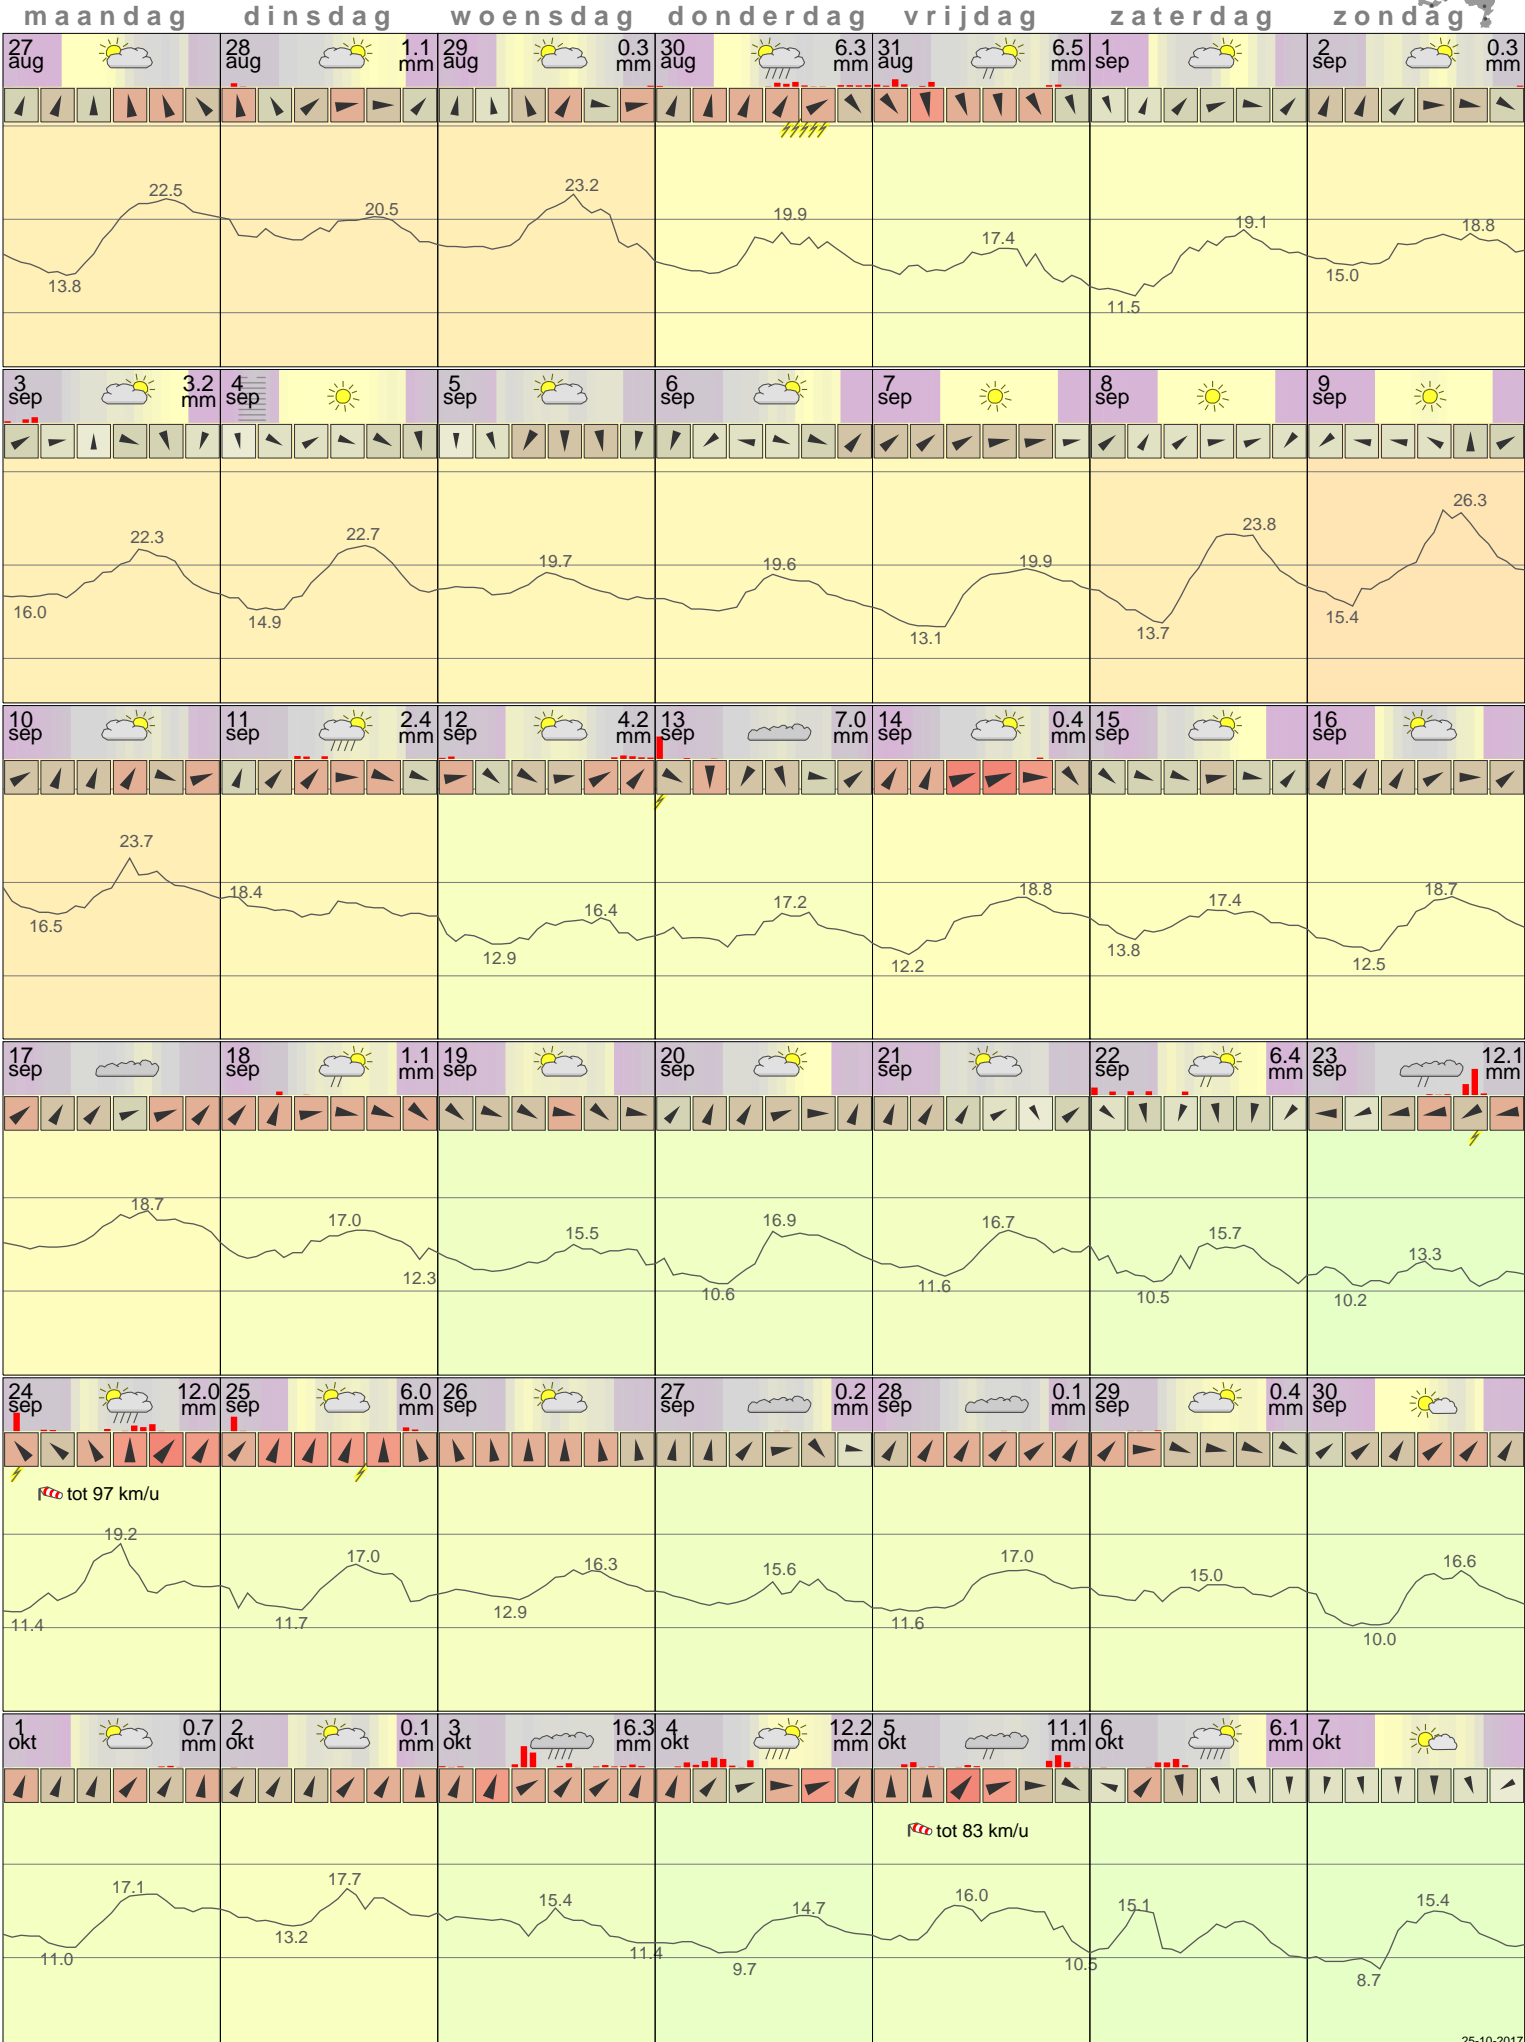 maandag dinsdag woensdag donderdag vrijdag zaterdag zondag
27 aug 28 aug 1.1 mm 29 aug 0.3 mm 30 aug 6.3 mm 31 aug 6.5 mm 1 sep 2 sep 0.3 mm
22.5 13.8 20.5 23.2 19.9 17.4 19.1 11.5 18.8 15.0
3 sep 3.2 mm 4 sep 5 sep 6 sep 7 sep 8 sep 9 sep
22.3 16.0 22.7 14.9 19.7 19.6 19.9 13.1 23.8 13.7 26.3 15.4
10 sep 11 sep 2.4 mm 12 sep 4.2 mm 13 sep 7.0 mm 14 sep 0.4 mm 15 sep 16 sep
23.7 16.5 18.4 16.4 12.9 17.2 18.8 12.2 17.4 13.8 18.7 12.5
17 sep 18 sep 1.1 mm 19 sep 20 sep 21 sep 22 sep 6.4 mm 23 sep 12.1 mm
18.7 17.0 12.3 15.5 16.9 10.6 16.7 11.6 15.7 10.5 13.3 10.2
24 sep 12.0 mm 25 sep 6.0 mm 26 sep 27 sep 0.2 mm 28 sep 0.1 mm 29 sep 0.4 mm 30 sep
tot 97 km/u
19.2 11.4 17.0 11.7 16.3 12.9 15.6 17.0 11.6 15.0 16.6 10.0
1 okt 0.7 mm 2 okt 0.1 mm 3 okt 16.3 mm 4 okt 12.2 mm 5 okt 11.1 mm 6 okt 6.1 mm 7 okt
tot 83 km/u
17.1 11.0 17.7 13.2 15.4 11.4 14.7 9.7 16.0 10.5 15.1 15.4 8.7
25-10-2017